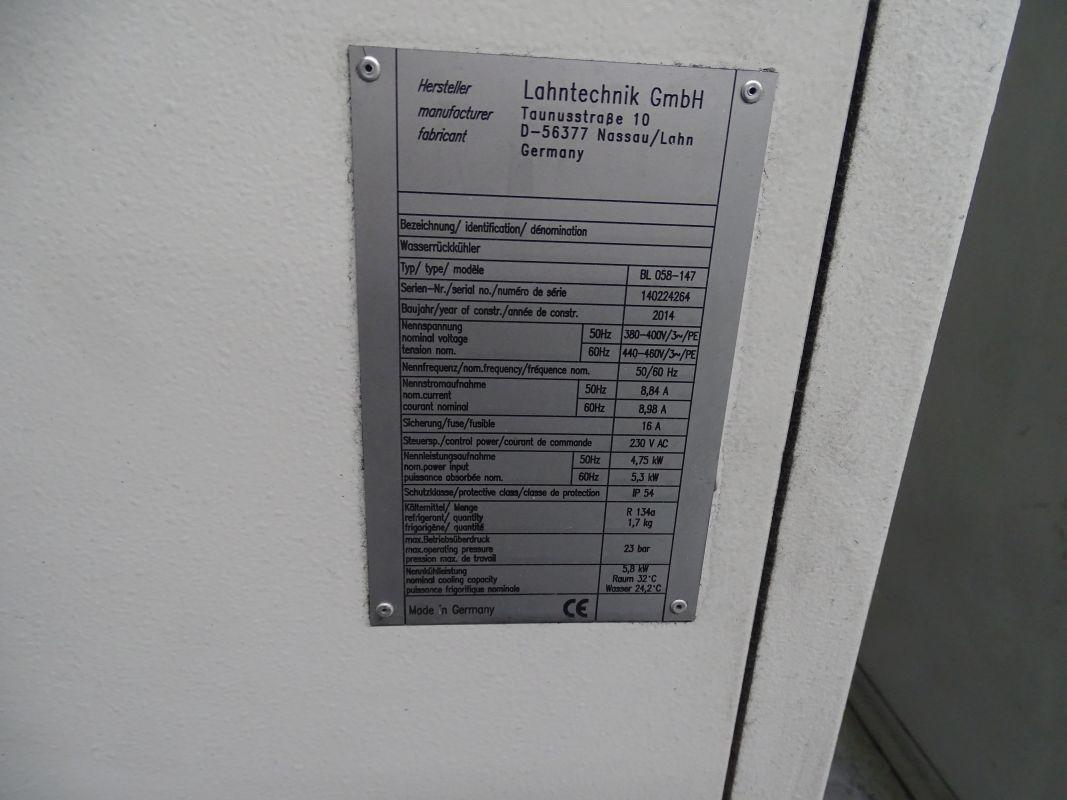 Hersteller
manufacturer
fabricant
Lahntechnik GmbH
Taunusstraße 10
D-56377 Nassau/Lahn
Germany
Bezeichnung/ identification/ dénomination
Wasserrückkühler
Typ/ type/ modèle BL 058-147
Serien-Nr./serial no./numéro de série 140224264
Baujahr/year of constr./année de constr. 2014
Nennspannung
nominal voltage
tension nom.
50Hz 380-400V/3~/PE
60Hz 440-460V/3~/PE
Nennfrequenz/nom.frequency/fréquence nom. 50/60 Hz
Nennstromaufnahme
nom.current
courant nominal
50Hz 8,84 A
60Hz 8,98 A
Sicherung/fuse/fusible 16 A
Steuersp./control power/courant de commande 230 V AC
Nennleistungsaufnahme
nom.power input
puissance absorbée nom.
50Hz 4,75 kW
60Hz 5,3 kW
Schutzklasse/protective class/classe de protection IP 54
Kältemittel/ Menge
refrigerant/ quantity
frigorigène/ quantité
R 134a
1,7 kg
max.Betriebsüberdruck
max.operating pressure
pression max. de travail
23 bar
Nennkühlleistung
nominal cooling capacity
puissance frigorifique nominale
5,8 kW
Raum 32°C
Wasser 24,2°C
Made in Germany CE